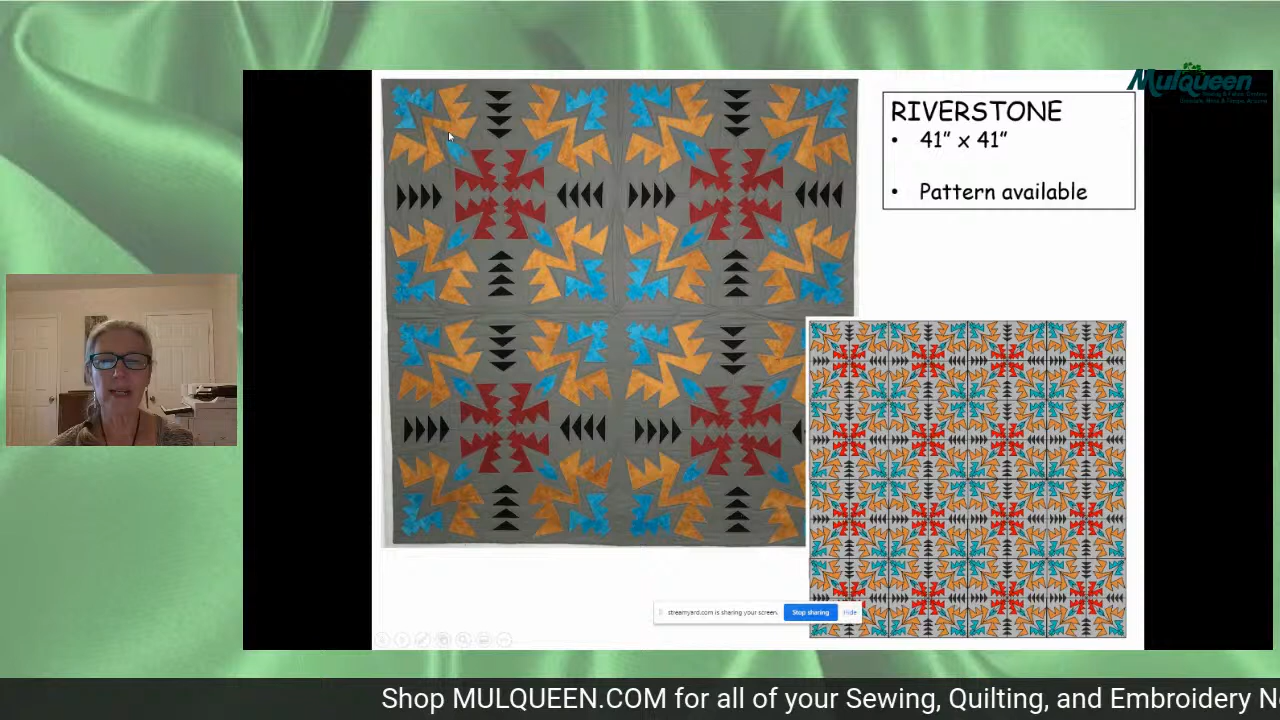 Mulqueen
RIVERSTONE
• 41" x 41"
• Pattern available
streamyard.com is sharing your screen.
Stop sharing
Hide
Shop MULQUEEN.COM for all of your Sewing, Quilting, and Embroidery N